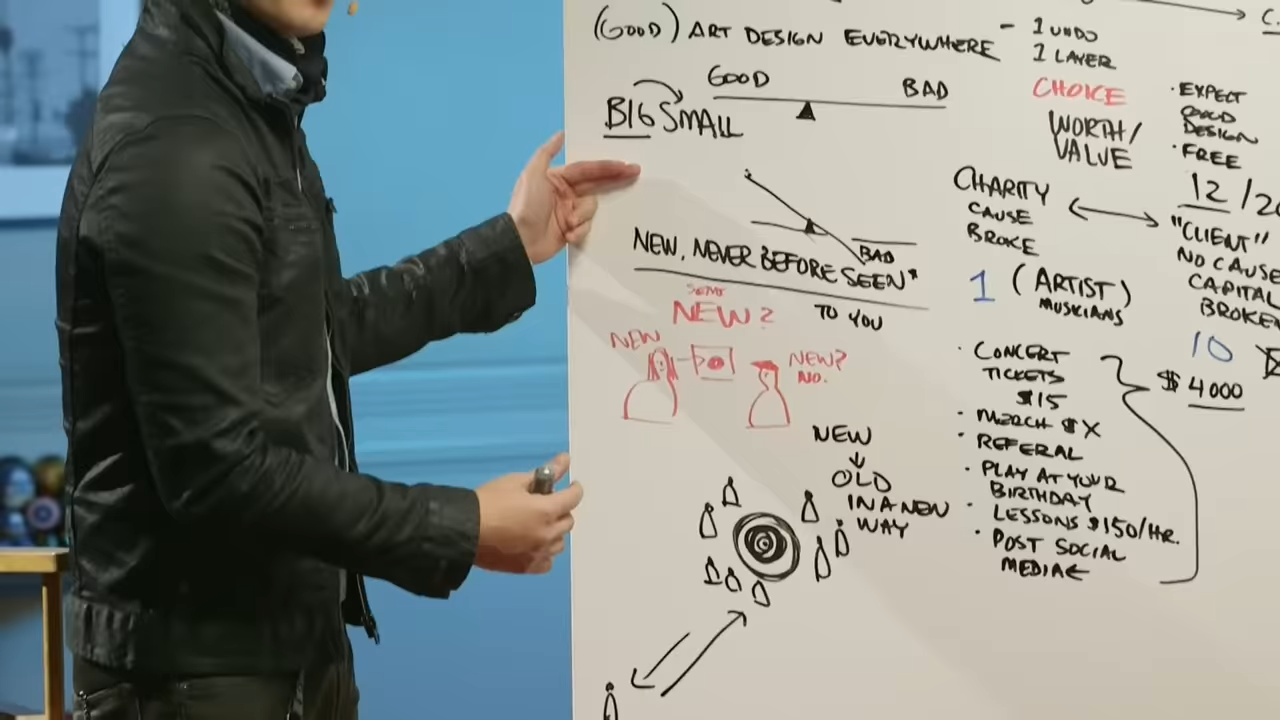 (GOOD) ART DESIGN EVERYWHERE
- 1 UNDO
1 LAYER
GOOD
BAD
BIG SMALL
CHOICE
WORTH/
VALUE
· EXPECT
GOOD
DESIGN
· FREE
12/20
CHARITY
CAUSE
BROKE
"CLIENT"
NO CAUSE
CAPITAL
BROKEN
BAD
NEW, NEVER BEFORE SEEN*
TO YOU
SEMI
NEW?
NEW
NEW?
NO.
1 (ARTIST)
MUSICIANS
10
$4000
· CONCERT
TICKETS
$15
· MERCH $X
· REFERAL
· PLAY AT YOUR
BIRTHDAY
· LESSONS $150/HR.
· POST SOCIAL
MEDIA
NEW
OLD
IN A NEW
WAY